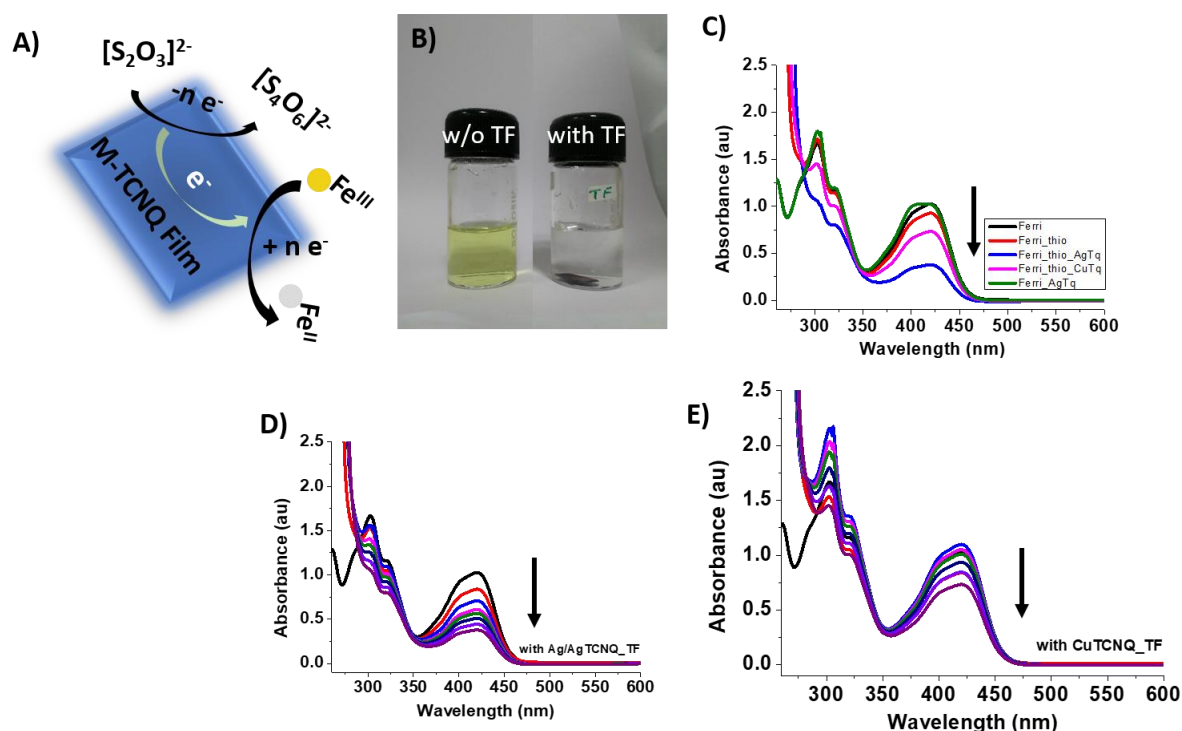 A)
[S₂O₃]²⁻
-n e⁻
[S₄O₆]²⁻
M-TCNQ Film
e⁻
Feᴵᴵᴵ
+ n e⁻
Feᴵᴵ
B)
w/o TF
with TF
TF
C)
Absorbance (au)
2.5
2.0
1.5
1.0
0.5
0.0
Ferri
Ferri_thio
Ferri_thio_AgTq
Ferri_thio_CuTq
Ferri_AgTq
300 350 400 450 500 550 600
Wavelength (nm)
D)
Absorbance (au)
2.5
2.0
1.5
1.0
0.5
0.0
with Ag/AgTCNQ_TF
300 350 400 450 500 550 600
Wavelength (nm)
E)
Absorbance (au)
2.5
2.0
1.5
1.0
0.5
0.0
with CuTCNQ_TF
300 350 400 450 500 550 600
Wavelength (nm)